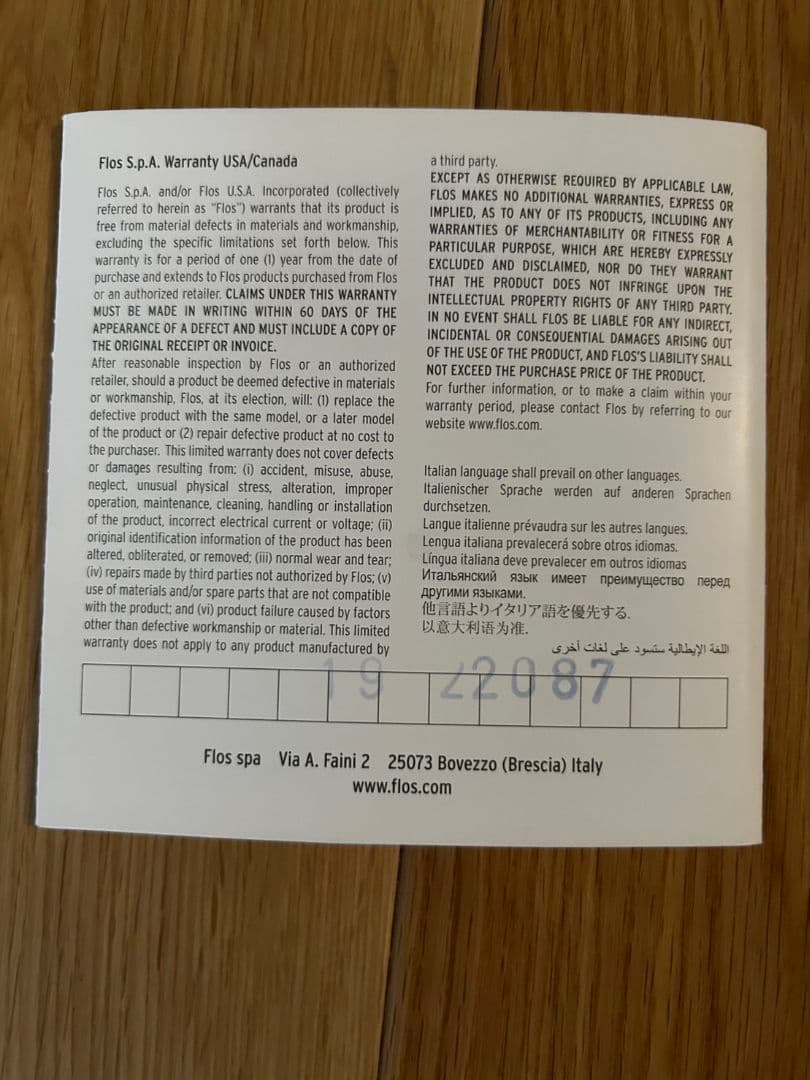 Flos S.p.A. Warranty USA/Canada
Flos S.p.A. and/or Flos U.S.A. Incorporated (collectively
referred to herein as "Flos") warrants that its product is
free from material defects in materials and workmanship,
excluding the specific limitations set forth below. This
warranty is for a period of one (1) year from the date of
purchase and extends to Flos products purchased from Flos
or an authorized retailer. CLAIMS UNDER THIS WARRANTY
MUST BE MADE IN WRITING WITHIN 60 DAYS OF THE
APPEARANCE OF A DEFECT AND MUST INCLUDE A COPY OF
THE ORIGINAL RECEIPT OR INVOICE.
After reasonable inspection by Flos or an authorized
retailer, should a product be deemed defective in materials
or workmanship, Flos, at its election, will: (1) replace the
defective product with the same model, or a later model
of the product or (2) repair defective product at no cost to
the purchaser. This limited warranty does not cover defects
or damages resulting from: (i) accident, misuse, abuse,
neglect, unusual physical stress, alteration, improper
operation, maintenance, cleaning, handling or installation
of the product, incorrect electrical current or voltage; (ii)
original identification information of the product has been
altered, obliterated, or removed; (iii) normal wear and tear;
(iv) repairs made by third parties not authorized by Flos; (v)
use of materials and/or spare parts that are not compatible
with the product; and (vi) product failure caused by factors
other than defective workmanship or material. This limited
warranty does not apply to any product manufactured by
a third party.
EXCEPT AS OTHERWISE REQUIRED BY APPLICABLE LAW,
FLOS MAKES NO ADDITIONAL WARRANTIES, EXPRESS OR
IMPLIED, AS TO ANY OF ITS PRODUCTS, INCLUDING ANY
WARRANTIES OF MERCHANTABILITY OR FITNESS FOR A
PARTICULAR PURPOSE, WHICH ARE HEREBY EXPRESSLY
EXCLUDED AND DISCLAIMED, NOR DO THEY WARRANT
THAT THE PRODUCT DOES NOT INFRINGE UPON THE
INTELLECTUAL PROPERTY RIGHTS OF ANY THIRD PARTY.
IN NO EVENT SHALL FLOS BE LIABLE FOR ANY INDIRECT,
INCIDENTAL OR CONSEQUENTIAL DAMAGES ARISING OUT
OF THE USE OF THE PRODUCT, AND FLOS'S LIABILITY SHALL
NOT EXCEED THE PURCHASE PRICE OF THE PRODUCT.
For further information, or to make a claim within your
warranty period, please contact Flos by referring to our
website www.flos.com.
Italian language shall prevail on other languages.
Italienischer Sprache werden auf anderen Sprachen
durchsetzen.
Langue italienne prévaudra sur les autres langues.
Lengua italiana prevalecerá sobre otros idiomas.
Língua italiana deve prevalecer em outros idiomas
Итальянский язык имеет преимущество перед
другими языками.
他言語よりイタリア語を優先する.
以意大利语为准.
اللغة الإيطالية ستسود على لغات أخرى
19 22087
Flos spa Via A. Faini 2 25073 Bovezzo (Brescia) Italy
www.flos.com